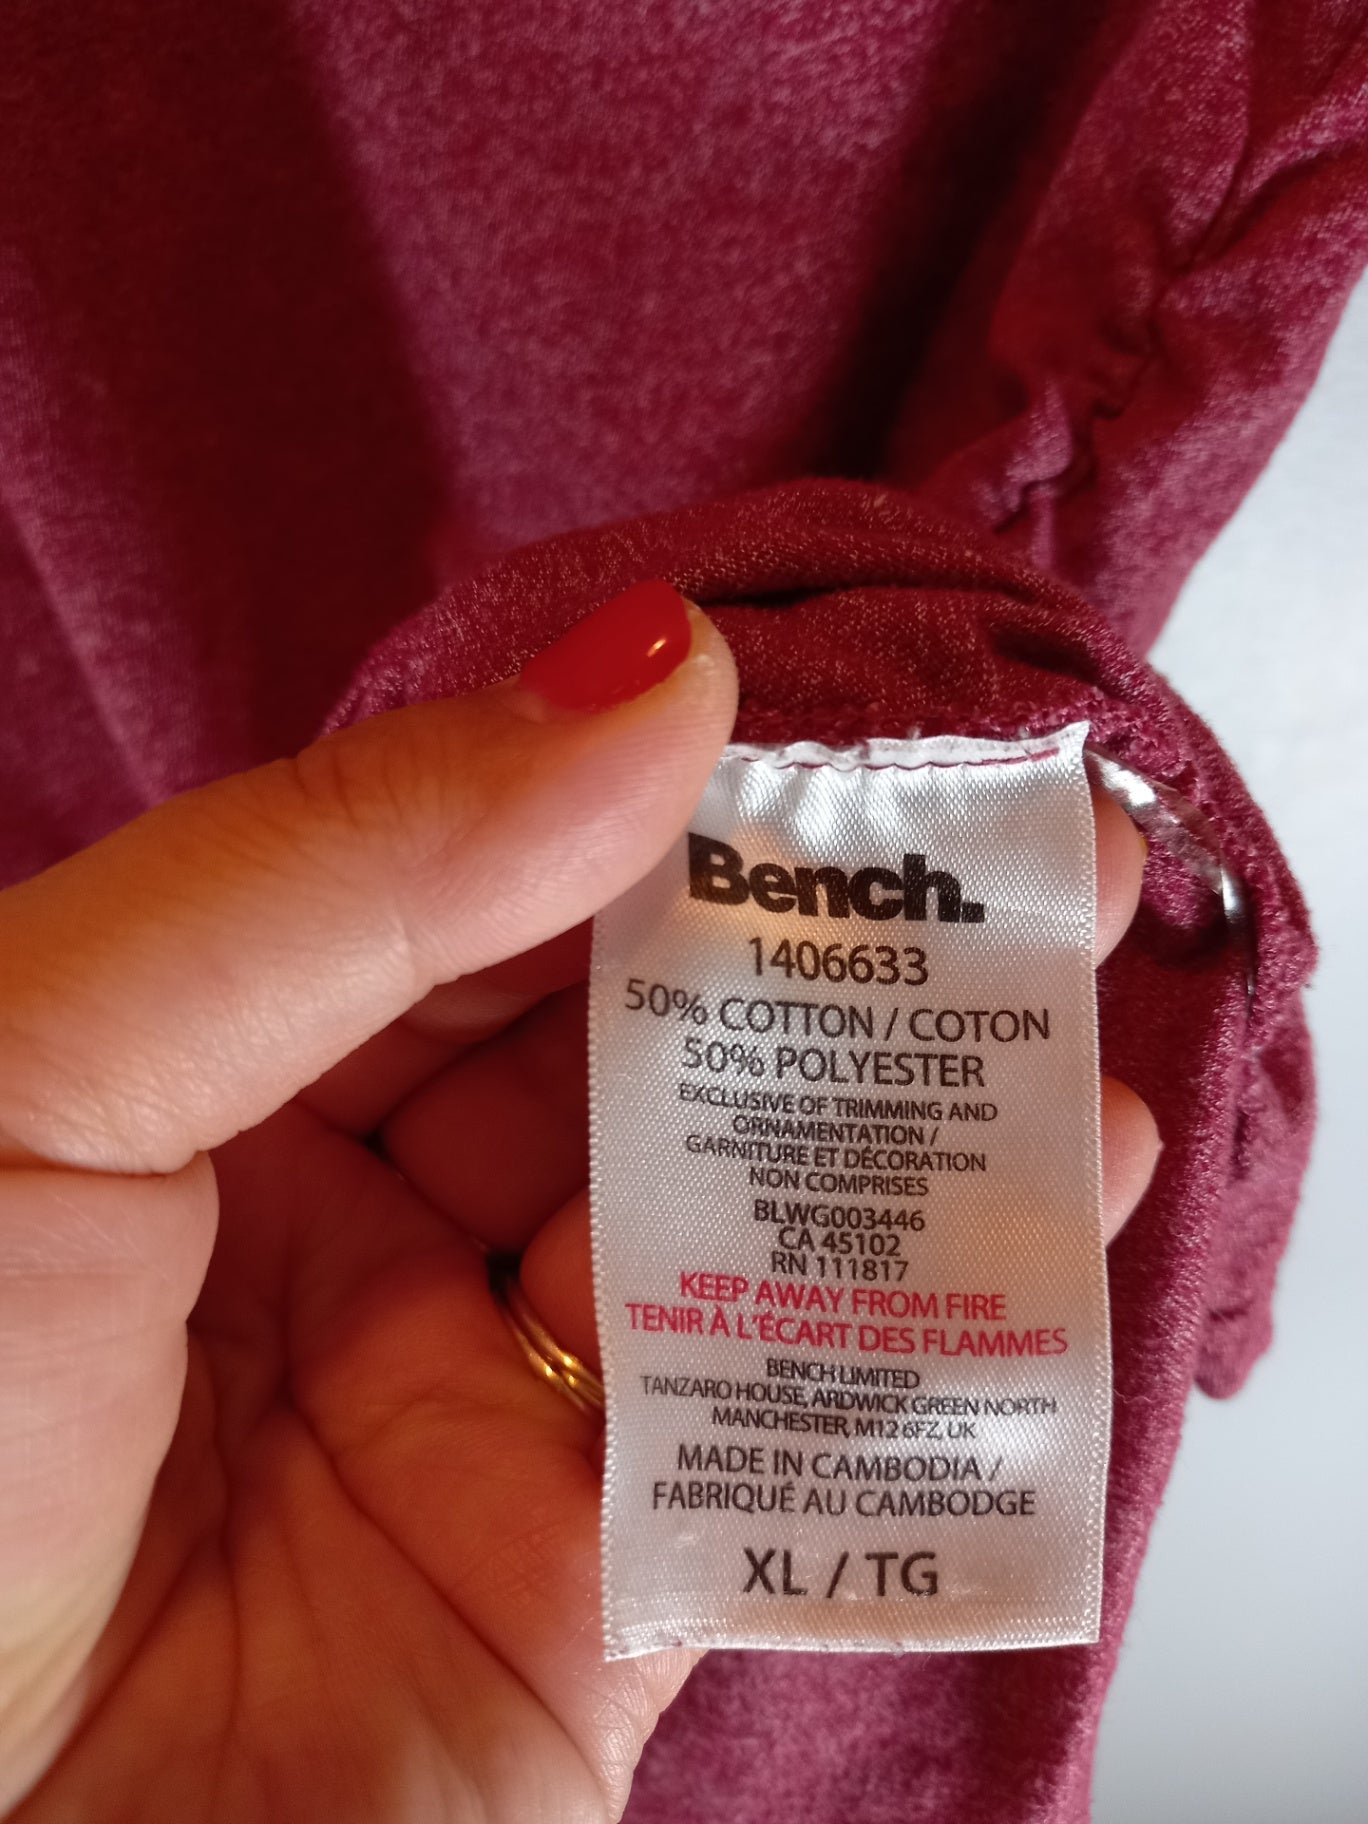 Bench.
1406633
50% COTTON / COTON
50% POLYESTER
EXCLUSIVE OF TRIMMING AND
ORNAMENTATION /
GARNITURE ET DÉCORATION
NON COMPRISES
BLWG003446
CA 45102
RN 111817
KEEP AWAY FROM FIRE
TENIR À L'ÉCART DES FLAMMES
BENCH LIMITED
TANZARO HOUSE, ARDWICK GREEN NORTH
MANCHESTER, M12 6FZ, UK
MADE IN CAMBODIA /
FABRIQUÉ AU CAMBODGE
XL / TG